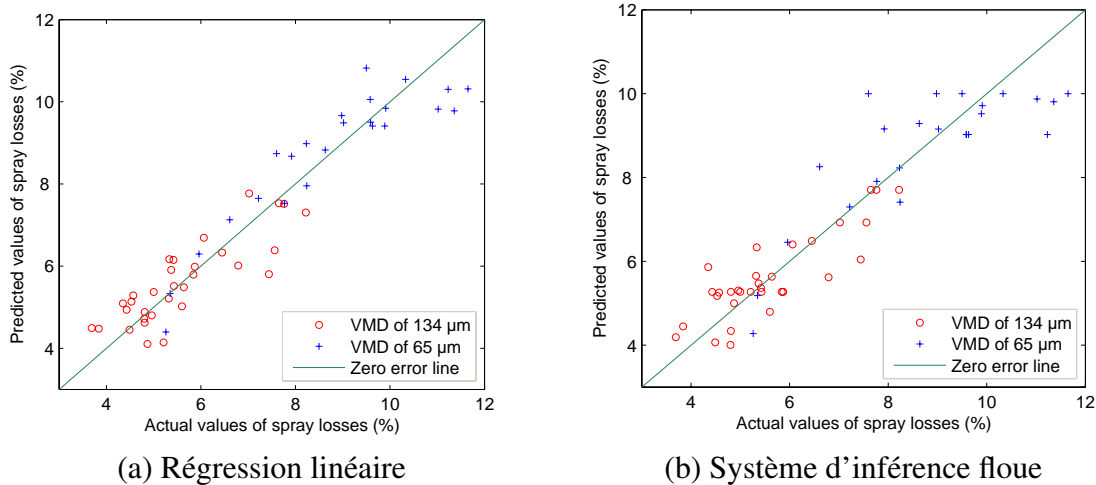 12
10
8
6
4
4
6
8
10
12
Predicted values of spray losses (%)
Actual values of spray losses (%)
VMD of 134 µm
VMD of 65 µm
Zero error line
(a) Régression linéaire
12
10
8
6
4
4
6
8
10
12
Predicted values of spray losses (%)
Actual values of spray losses (%)
VMD of 134 µm
VMD of 65 µm
Zero error line
(b) Système d'inférence floue